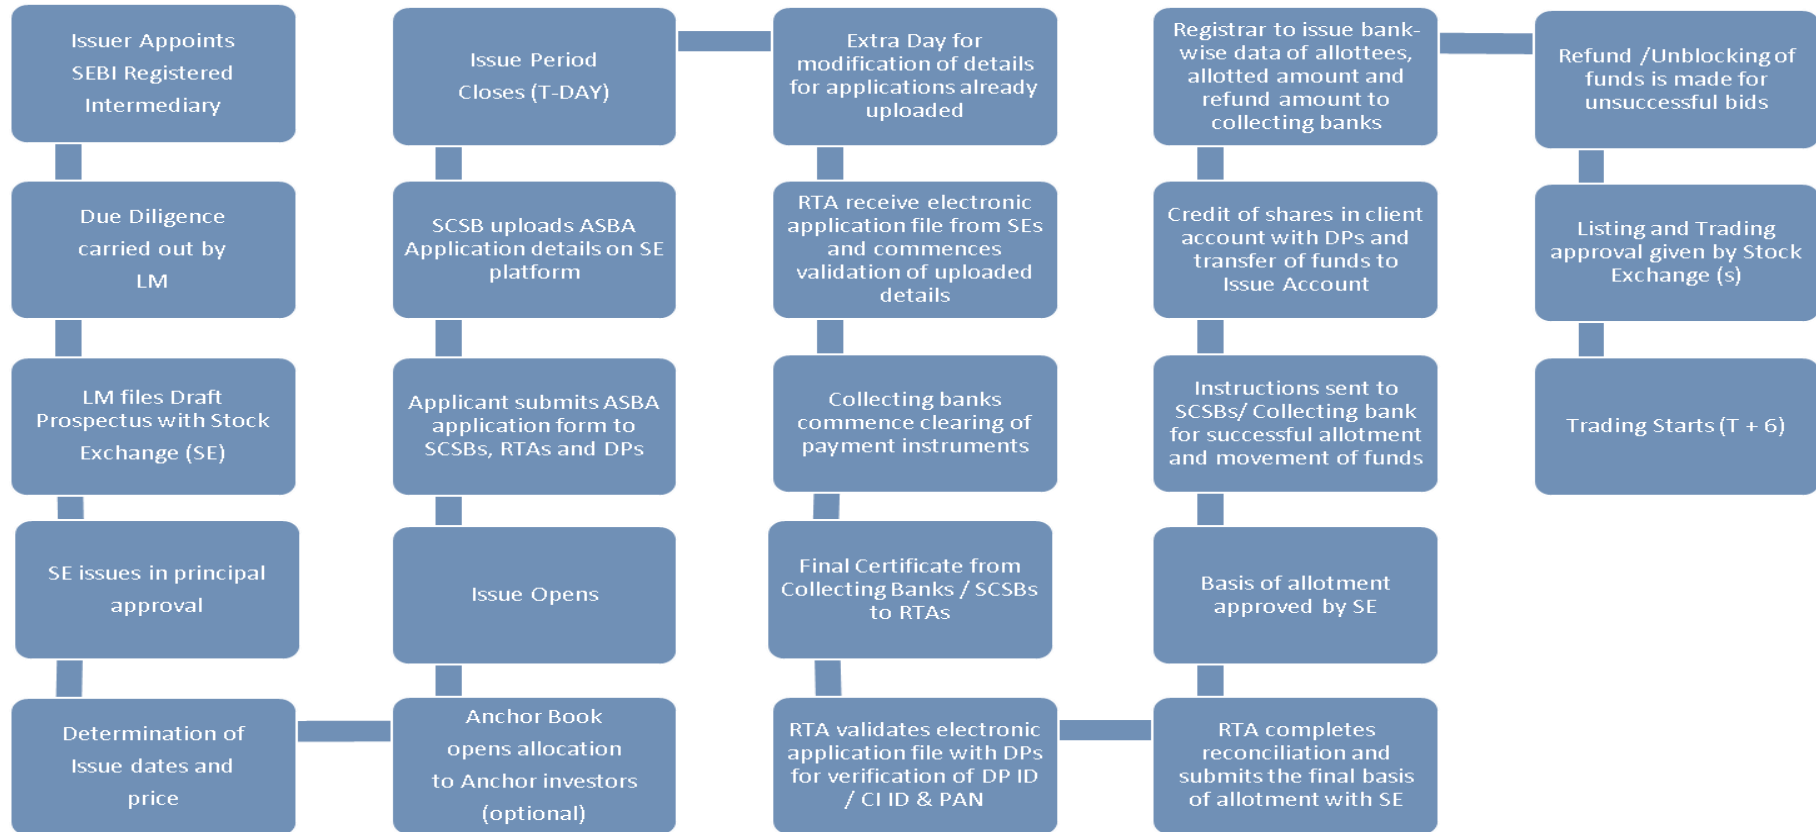 Issuer Appoints
SEBI Registered
Intermediary
Due Diligence
carried out by
LM
LM files Draft
Prospectus with Stock
Exchange (SE)
SE issues in principal
approval
Determination of
Issue dates and
price
Anchor Book
opens allocation
to Anchor investors
(optional)
Issue Opens
Applicant submits ASBA
application form to
SCSBs, RTAs and DPs
SCSB uploads ASBA
Application details on SE
platform
Issue Period
Closes (T-DAY)
Extra Day for
modification of details
for applications already
uploaded
RTA receive electronic
application file from SEs
and commences
validation of uploaded
details
Collecting banks
commence clearing of
payment instruments
Final Certificate from
Collecting Banks / SCSBs
to RTAs
RTA validates electronic
application file with DPs
for verification of DP ID
/ CI ID & PAN
RTA completes
reconciliation and
submits the final basis
of allotment with SE
Basis of allotment
approved by SE
Instructions sent to
SCSBs/ Collecting bank
for successful allotment
and movement of funds
Credit of shares in client
account with DPs and
transfer of funds to
Issue Account
Registrar to issue bank-
wise data of allottees,
allotted amount and
refund amount to
collecting banks
Refund /Unblocking of
funds is made for
unsuccessful bids
Listing and Trading
approval given by Stock
Exchange (s)
Trading Starts (T + 6)